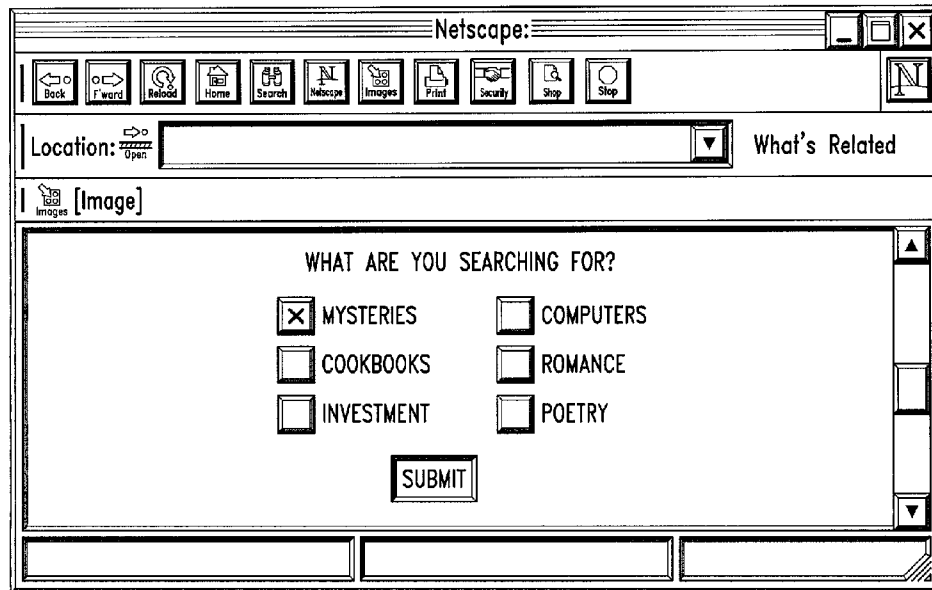 Netscape:
Back F'ward Reload Home Search Netscape Images Print Security Shop Stop N
Location: Open What's Related
Images [Image]
WHAT ARE YOU SEARCHING FOR?
X MYSTERIES COMPUTERS
COOKBOOKS ROMANCE
INVESTMENT POETRY
SUBMIT